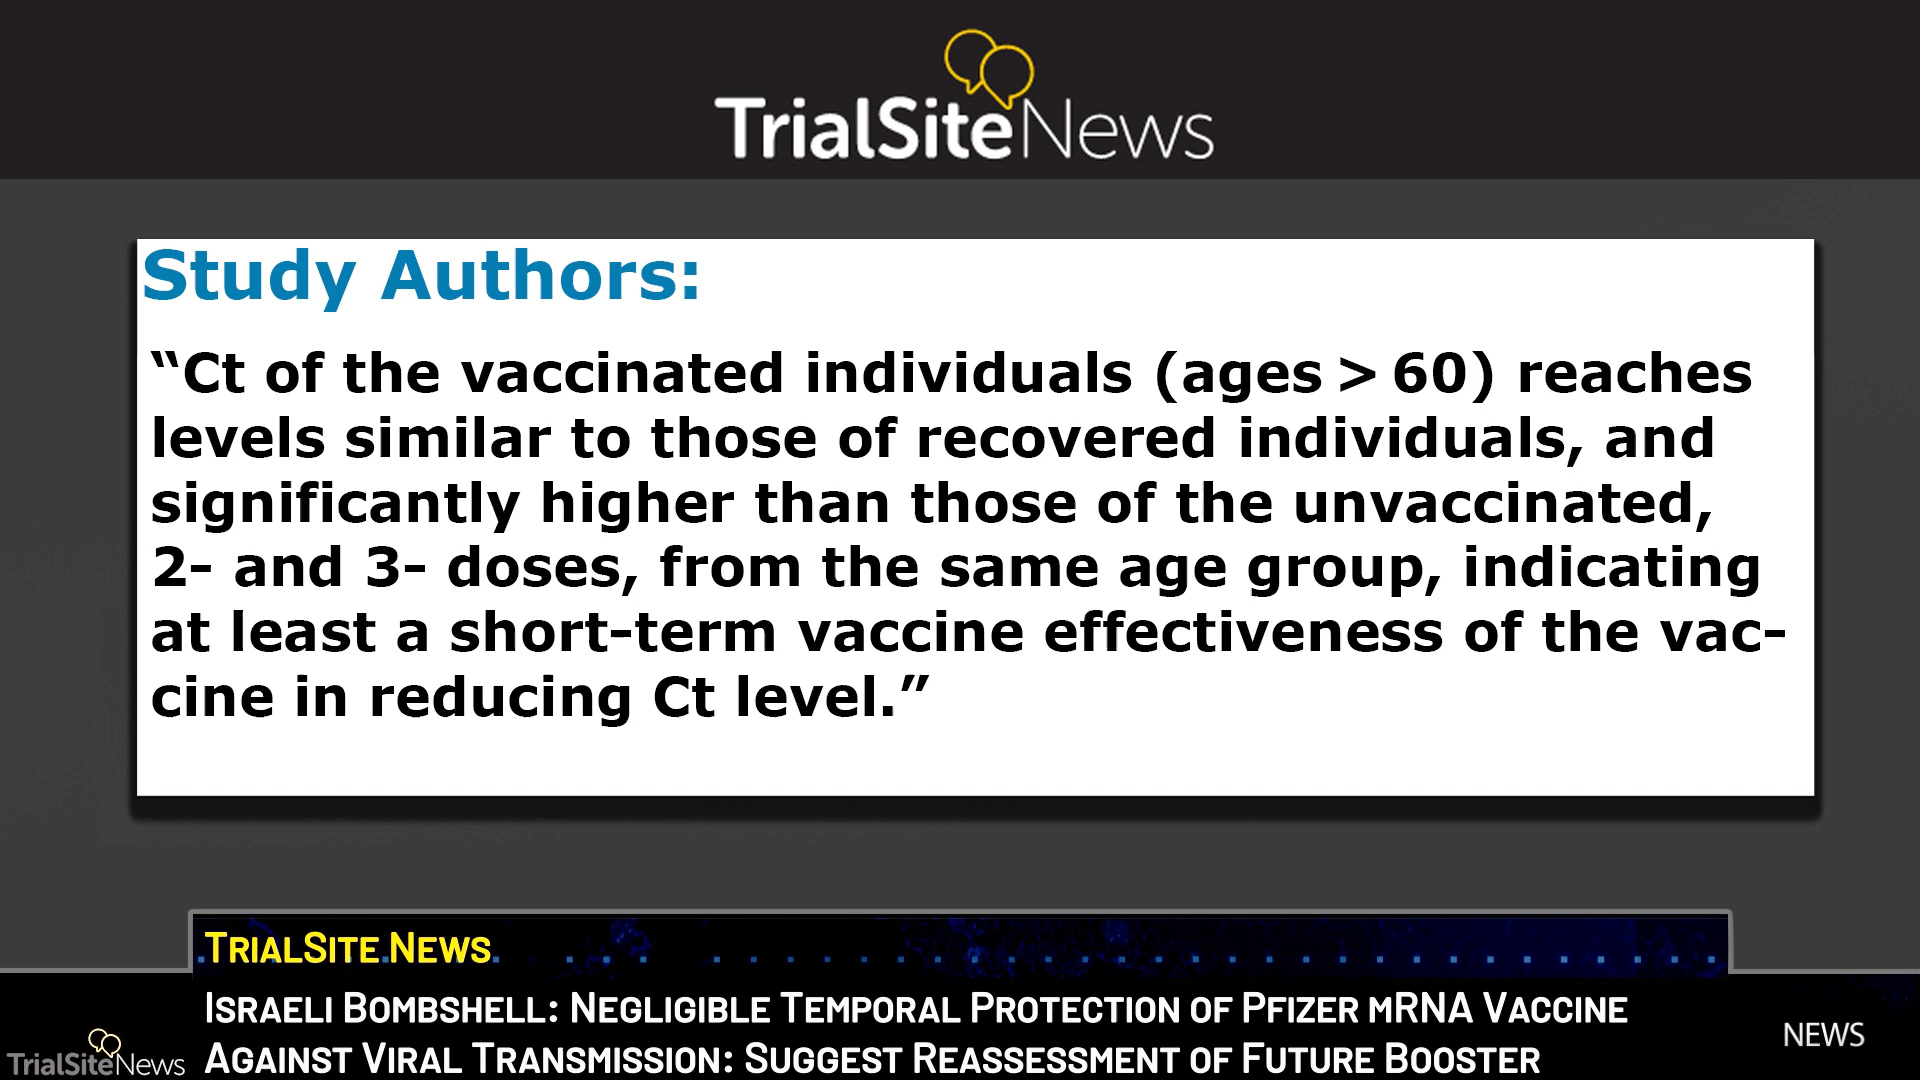 TrialSiteNews
Study Authors:
“Ct of the vaccinated individuals (ages > 60) reaches
levels similar to those of recovered individuals, and
significantly higher than those of the unvaccinated,
2- and 3- doses, from the same age group, indicating
at least a short-term vaccine effectiveness of the vac-
cine in reducing Ct level.”
TrialSite News
Israeli Bombshell: Negligible Temporal Protection of Pfizer mRNA Vaccine
Against Viral Transmission: Suggest Reassessment of Future Booster
TrialSiteNews
NEWS